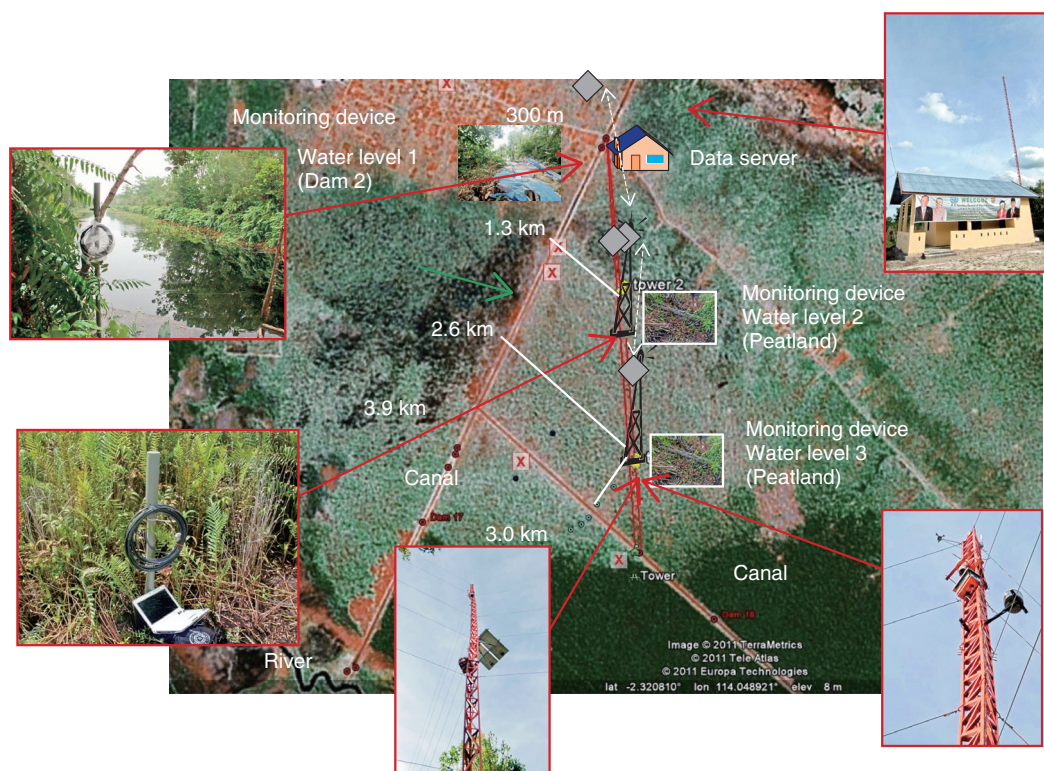 Monitoring device
300 m
Water level 1
(Dam 2)
Data server
1.3 km
tower 2
Monitoring device
Water level 2
(Peatland)
2.6 km
3.9 km
Monitoring device
Water level 3
(Peatland)
Canal
Dam 17
3.0 km
Tower
Canal
Dam 18
River
Image © 2011 TerraMetrics
© 2011 Tele Atlas
© 2011 Europa Technologies
lat -2.320810° lon 114.048921° elev 8 m
WELCOME
X
X
X
X
X